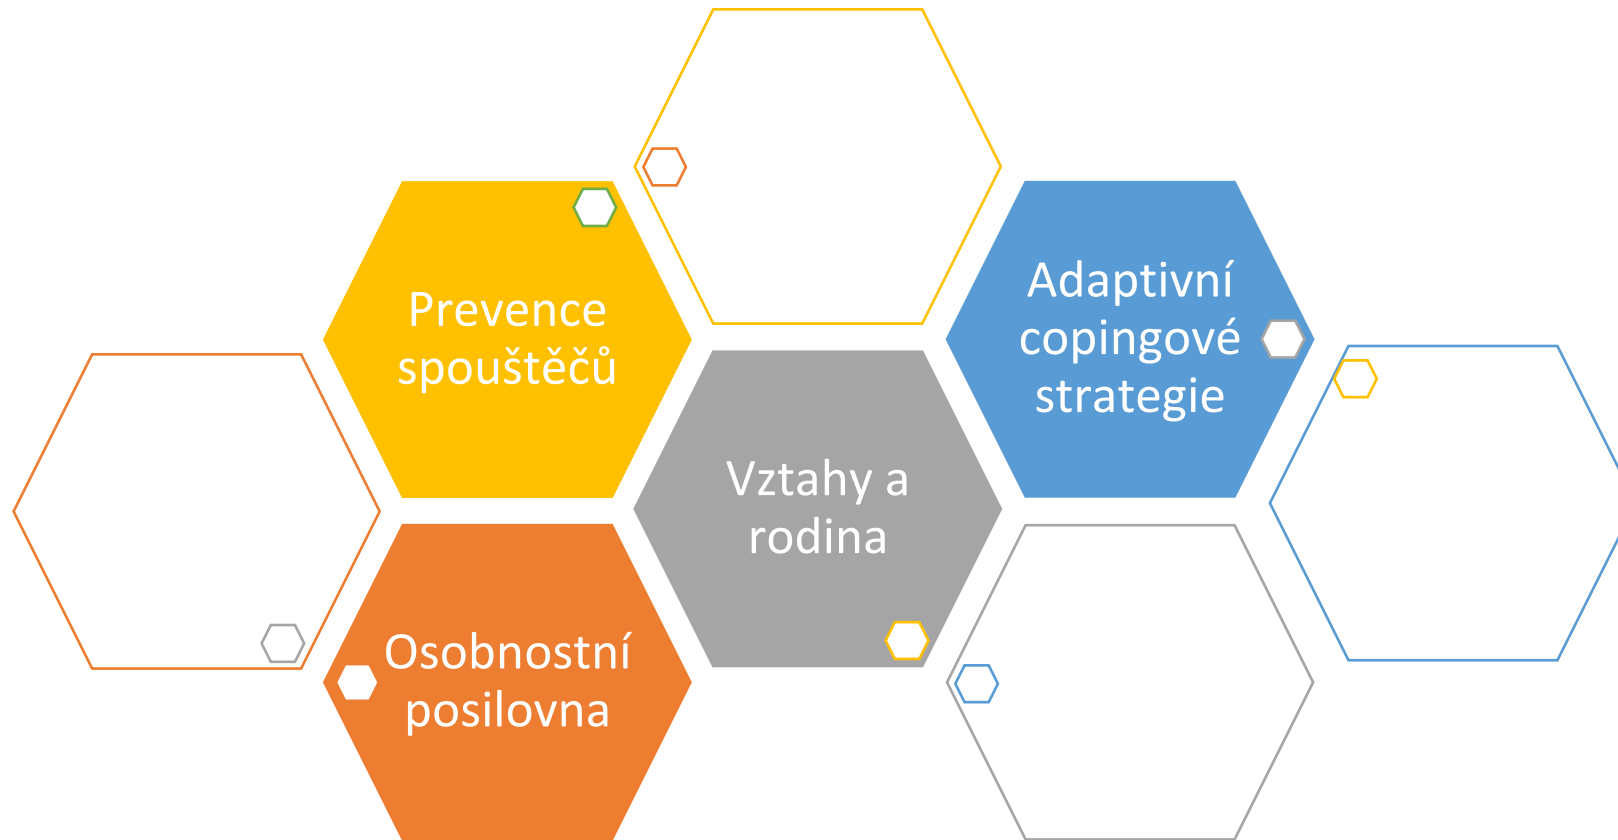 Prevence
spouštěčů
Adaptivní
copingové
strategie
Vztahy a
rodina
Osobnostní
posilovna